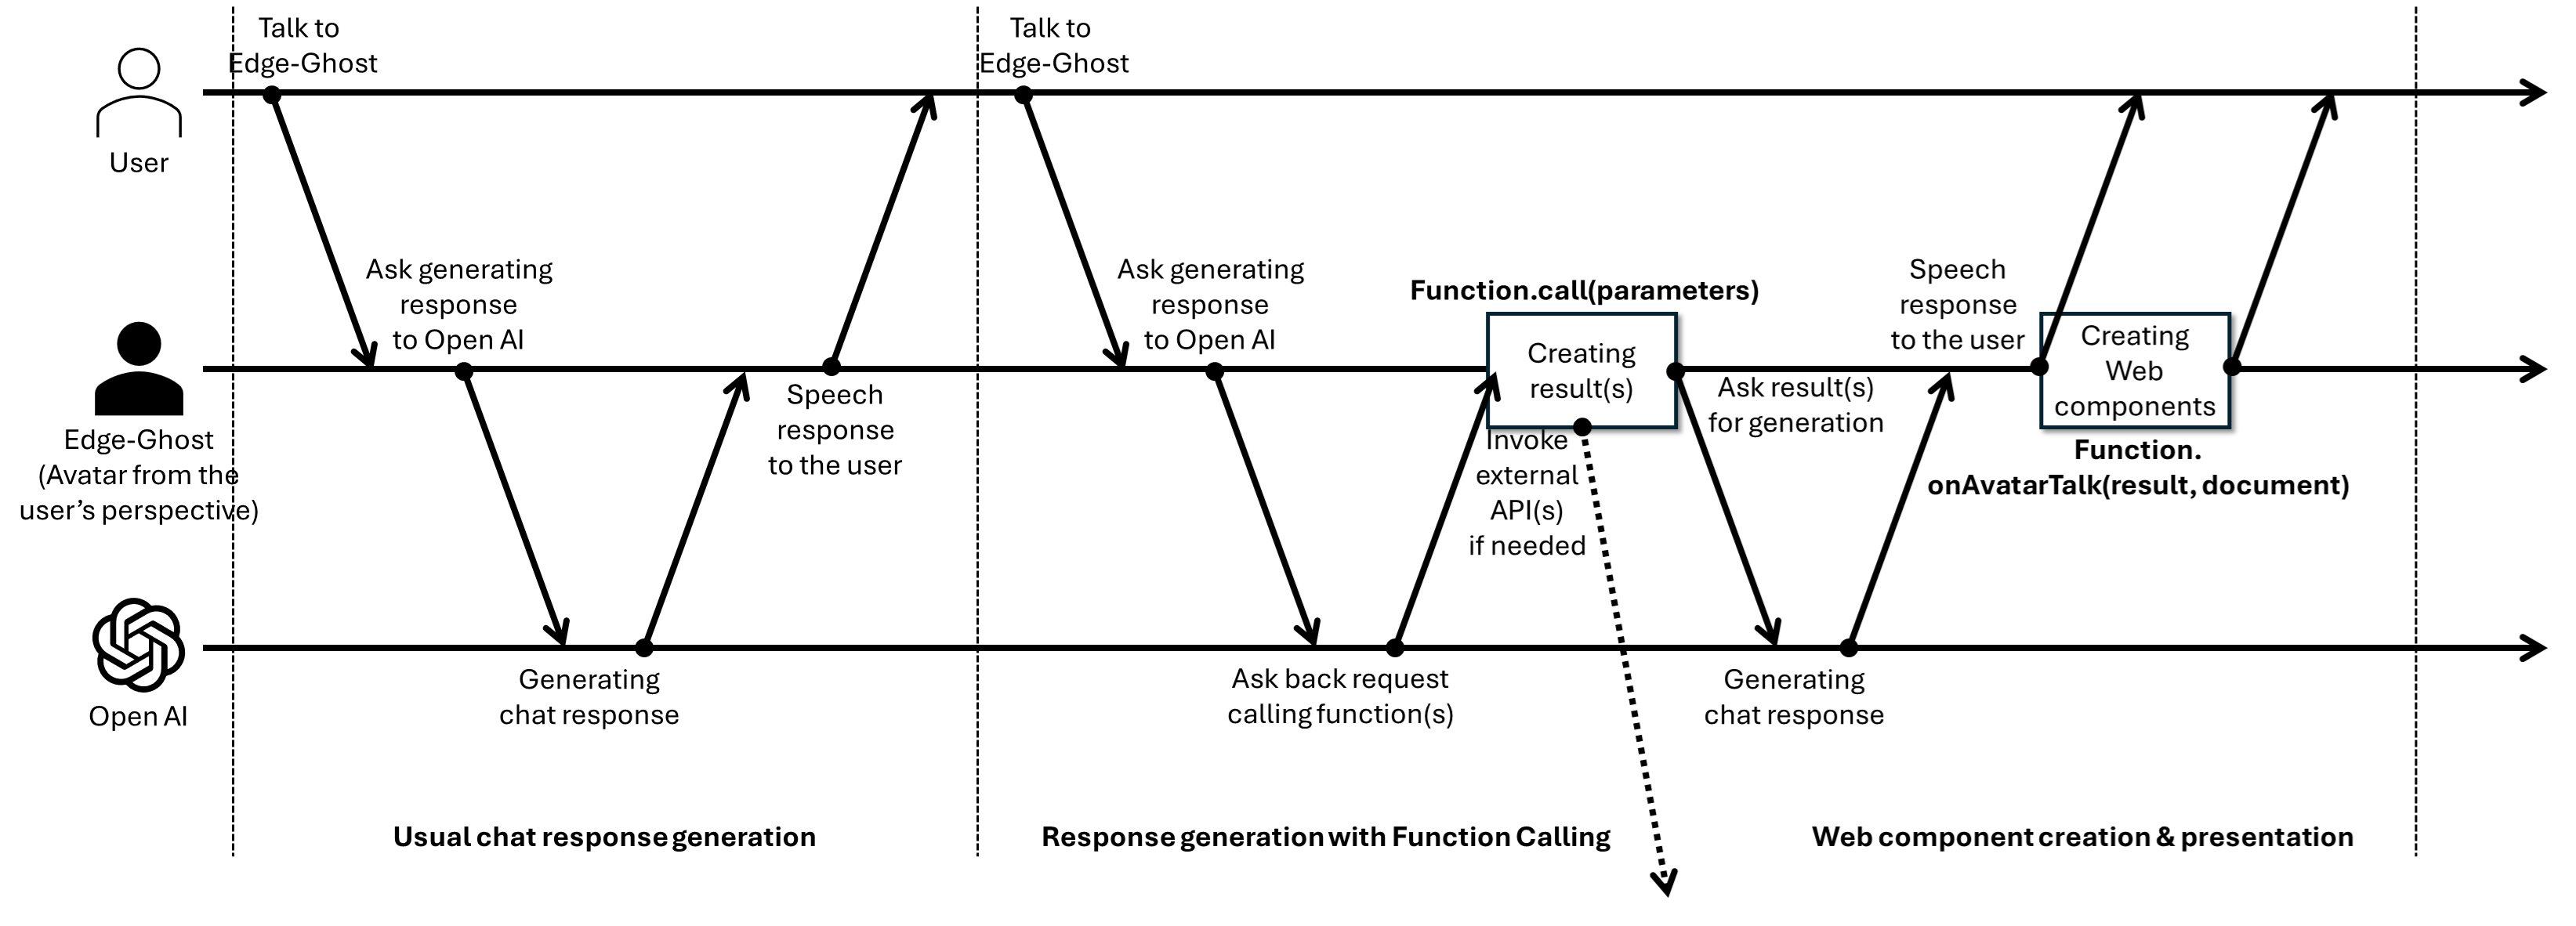 Talk to
Edge-Ghost
Talk to
Edge-Ghost
User
Ask generating
response
to Open AI
Speech
response
to the user
Ask generating
response
to Open AI
Function.call(parameters)
Creating
result(s)
Invoke
external
API(s)
if needed
Ask result(s)
for generation
Speech
response
to the user
Creating
Web
components
Function.
onAvatarTalk(result, document)
Edge-Ghost
(Avatar from the
user’s perspective)
Open AI
Generating
chat response
Ask back request
calling function(s)
Generating
chat response
Usual chat response generation
Response generation with Function Calling
Web component creation & presentation